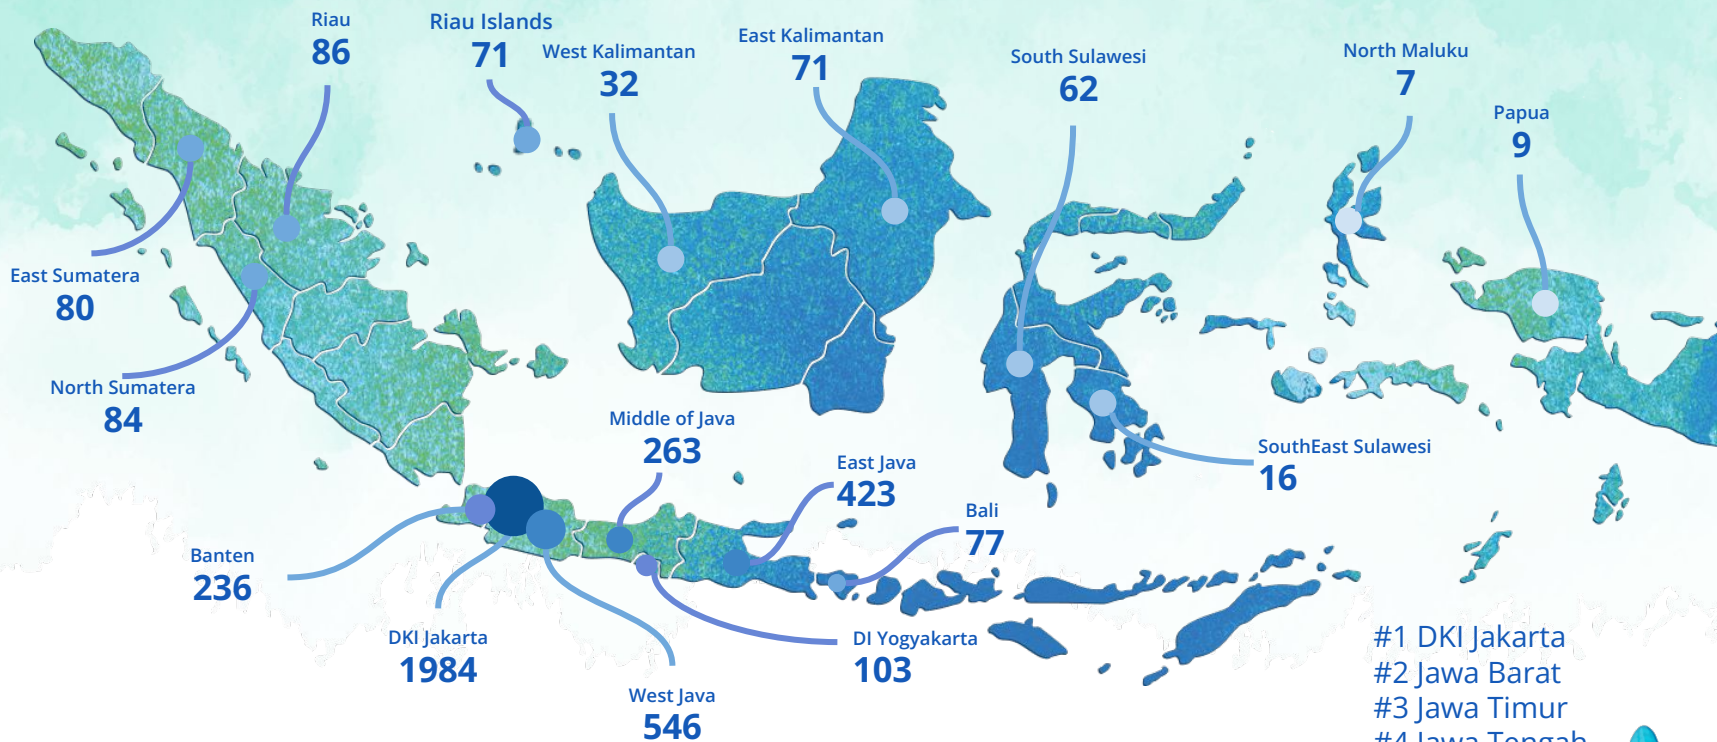 Riau
86
Riau Islands
71
West Kalimantan
32
East Kalimantan
71
South Sulawesi
62
North Maluku
7
Papua
9
East Sumatera
80
North Sumatera
84
Middle of Java
263
East Java
423
SouthEast Sulawesi
16
Bali
77
Banten
236
DKI Jakarta
1984
DI Yogyakarta
103
West Java
546
#1 DKI Jakarta
#2 Jawa Barat
#3 Jawa Timur
#4 Jawa Tengah